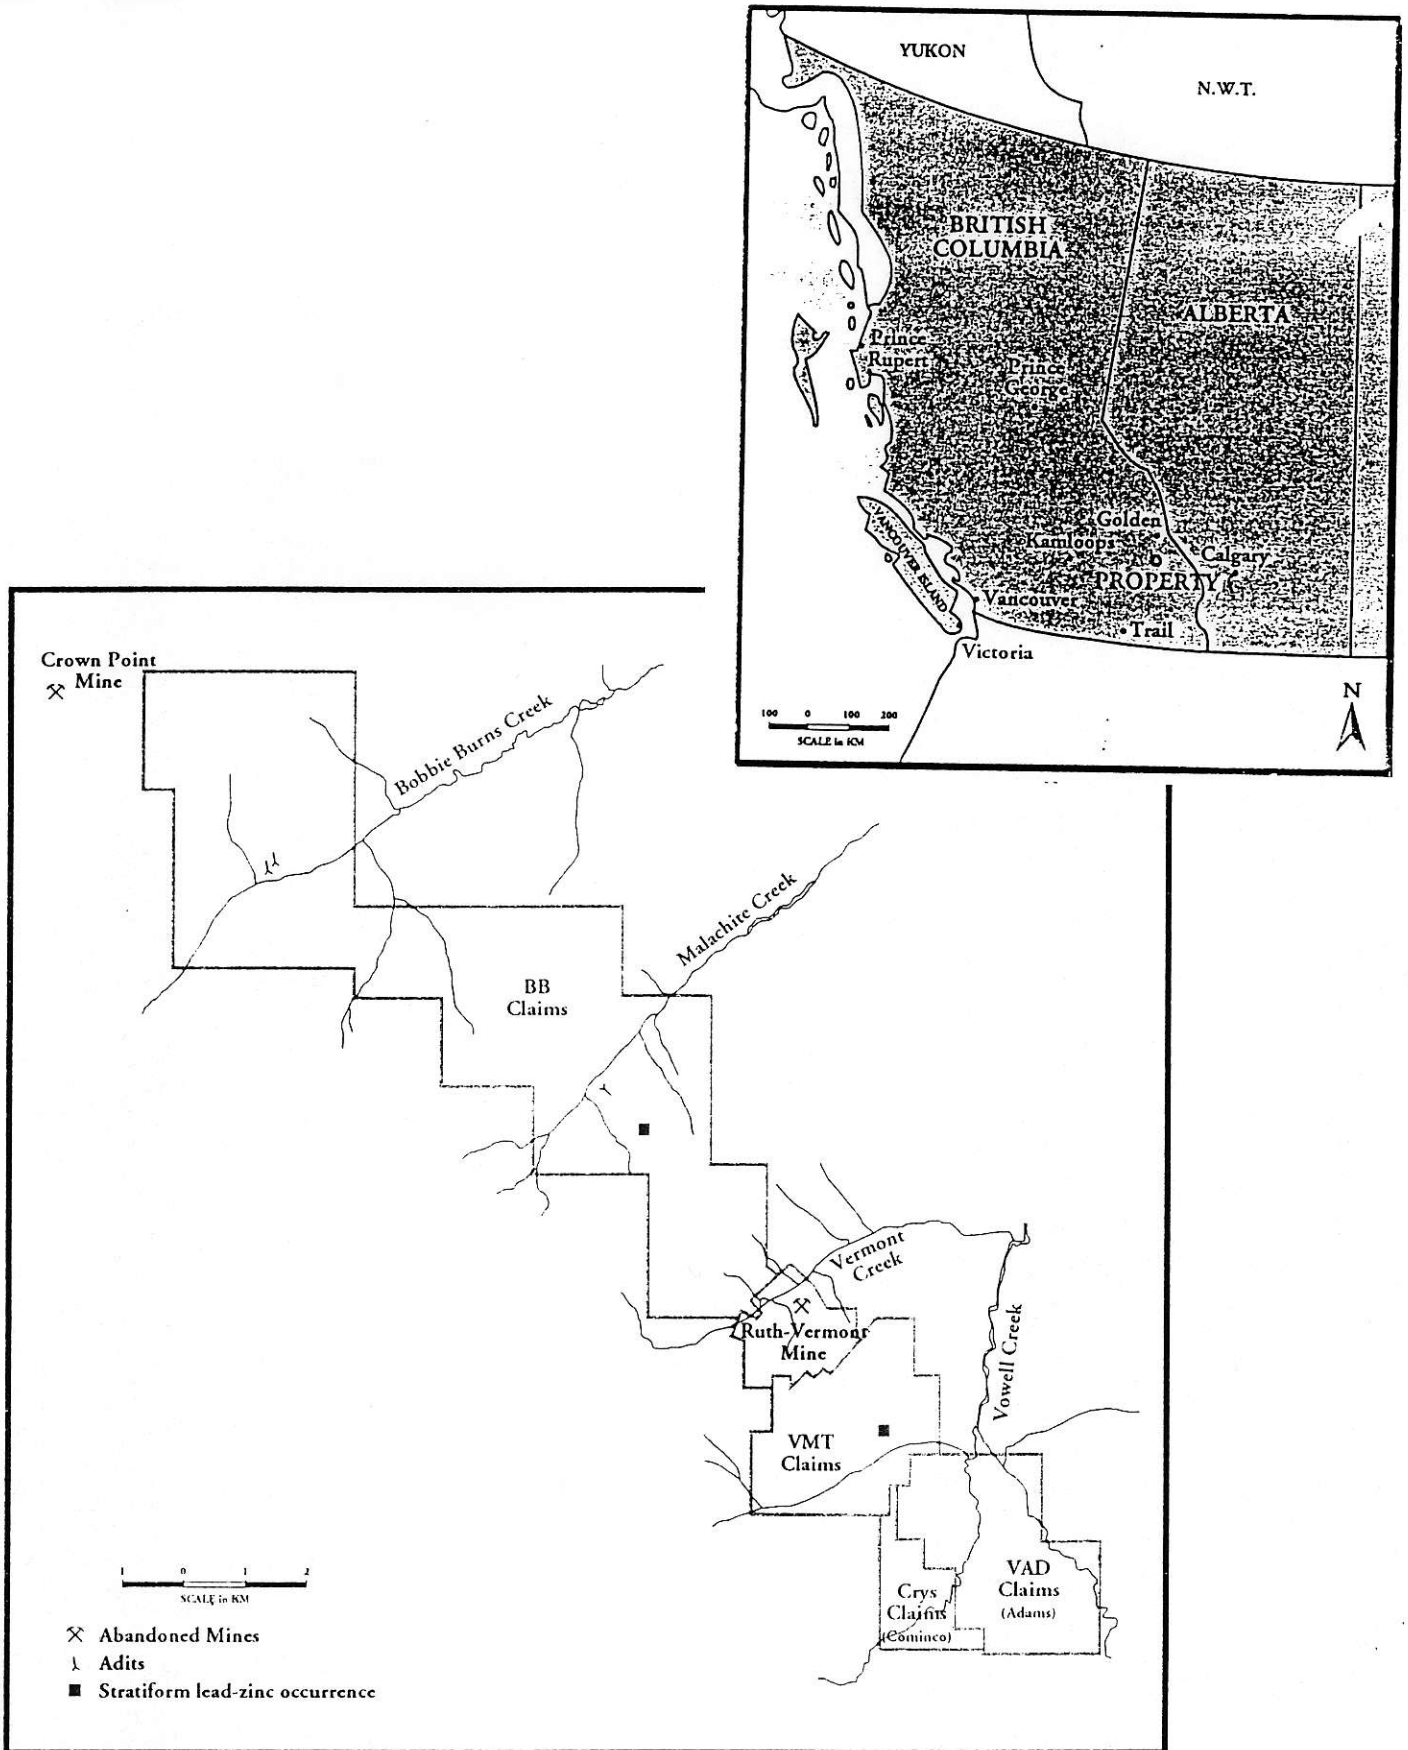 YUKON
N.W.T.
BRITISH
COLUMBIA
ALBERTA
Prince
Rupert
Prince
George
Golden
Kamloops
Calgary
PROPERTY
VANCOUVER ISLAND
Vancouver
Trail
Victoria
N
100 0 100 200
SCALE in KM
Crown Point
Mine
Bobbie Burns Creek
Malachite Creek
BB
Claims
Vermont
Creek
Ruth-Vermont
Mine
Vowell Creek
VMT
Claims
VAD
Claims
(Adams)
Crys
Claims
(Cominco)
1 0 1 2
SCALE in KM
Abandoned Mines
Adits
Stratiform lead-zinc occurrence